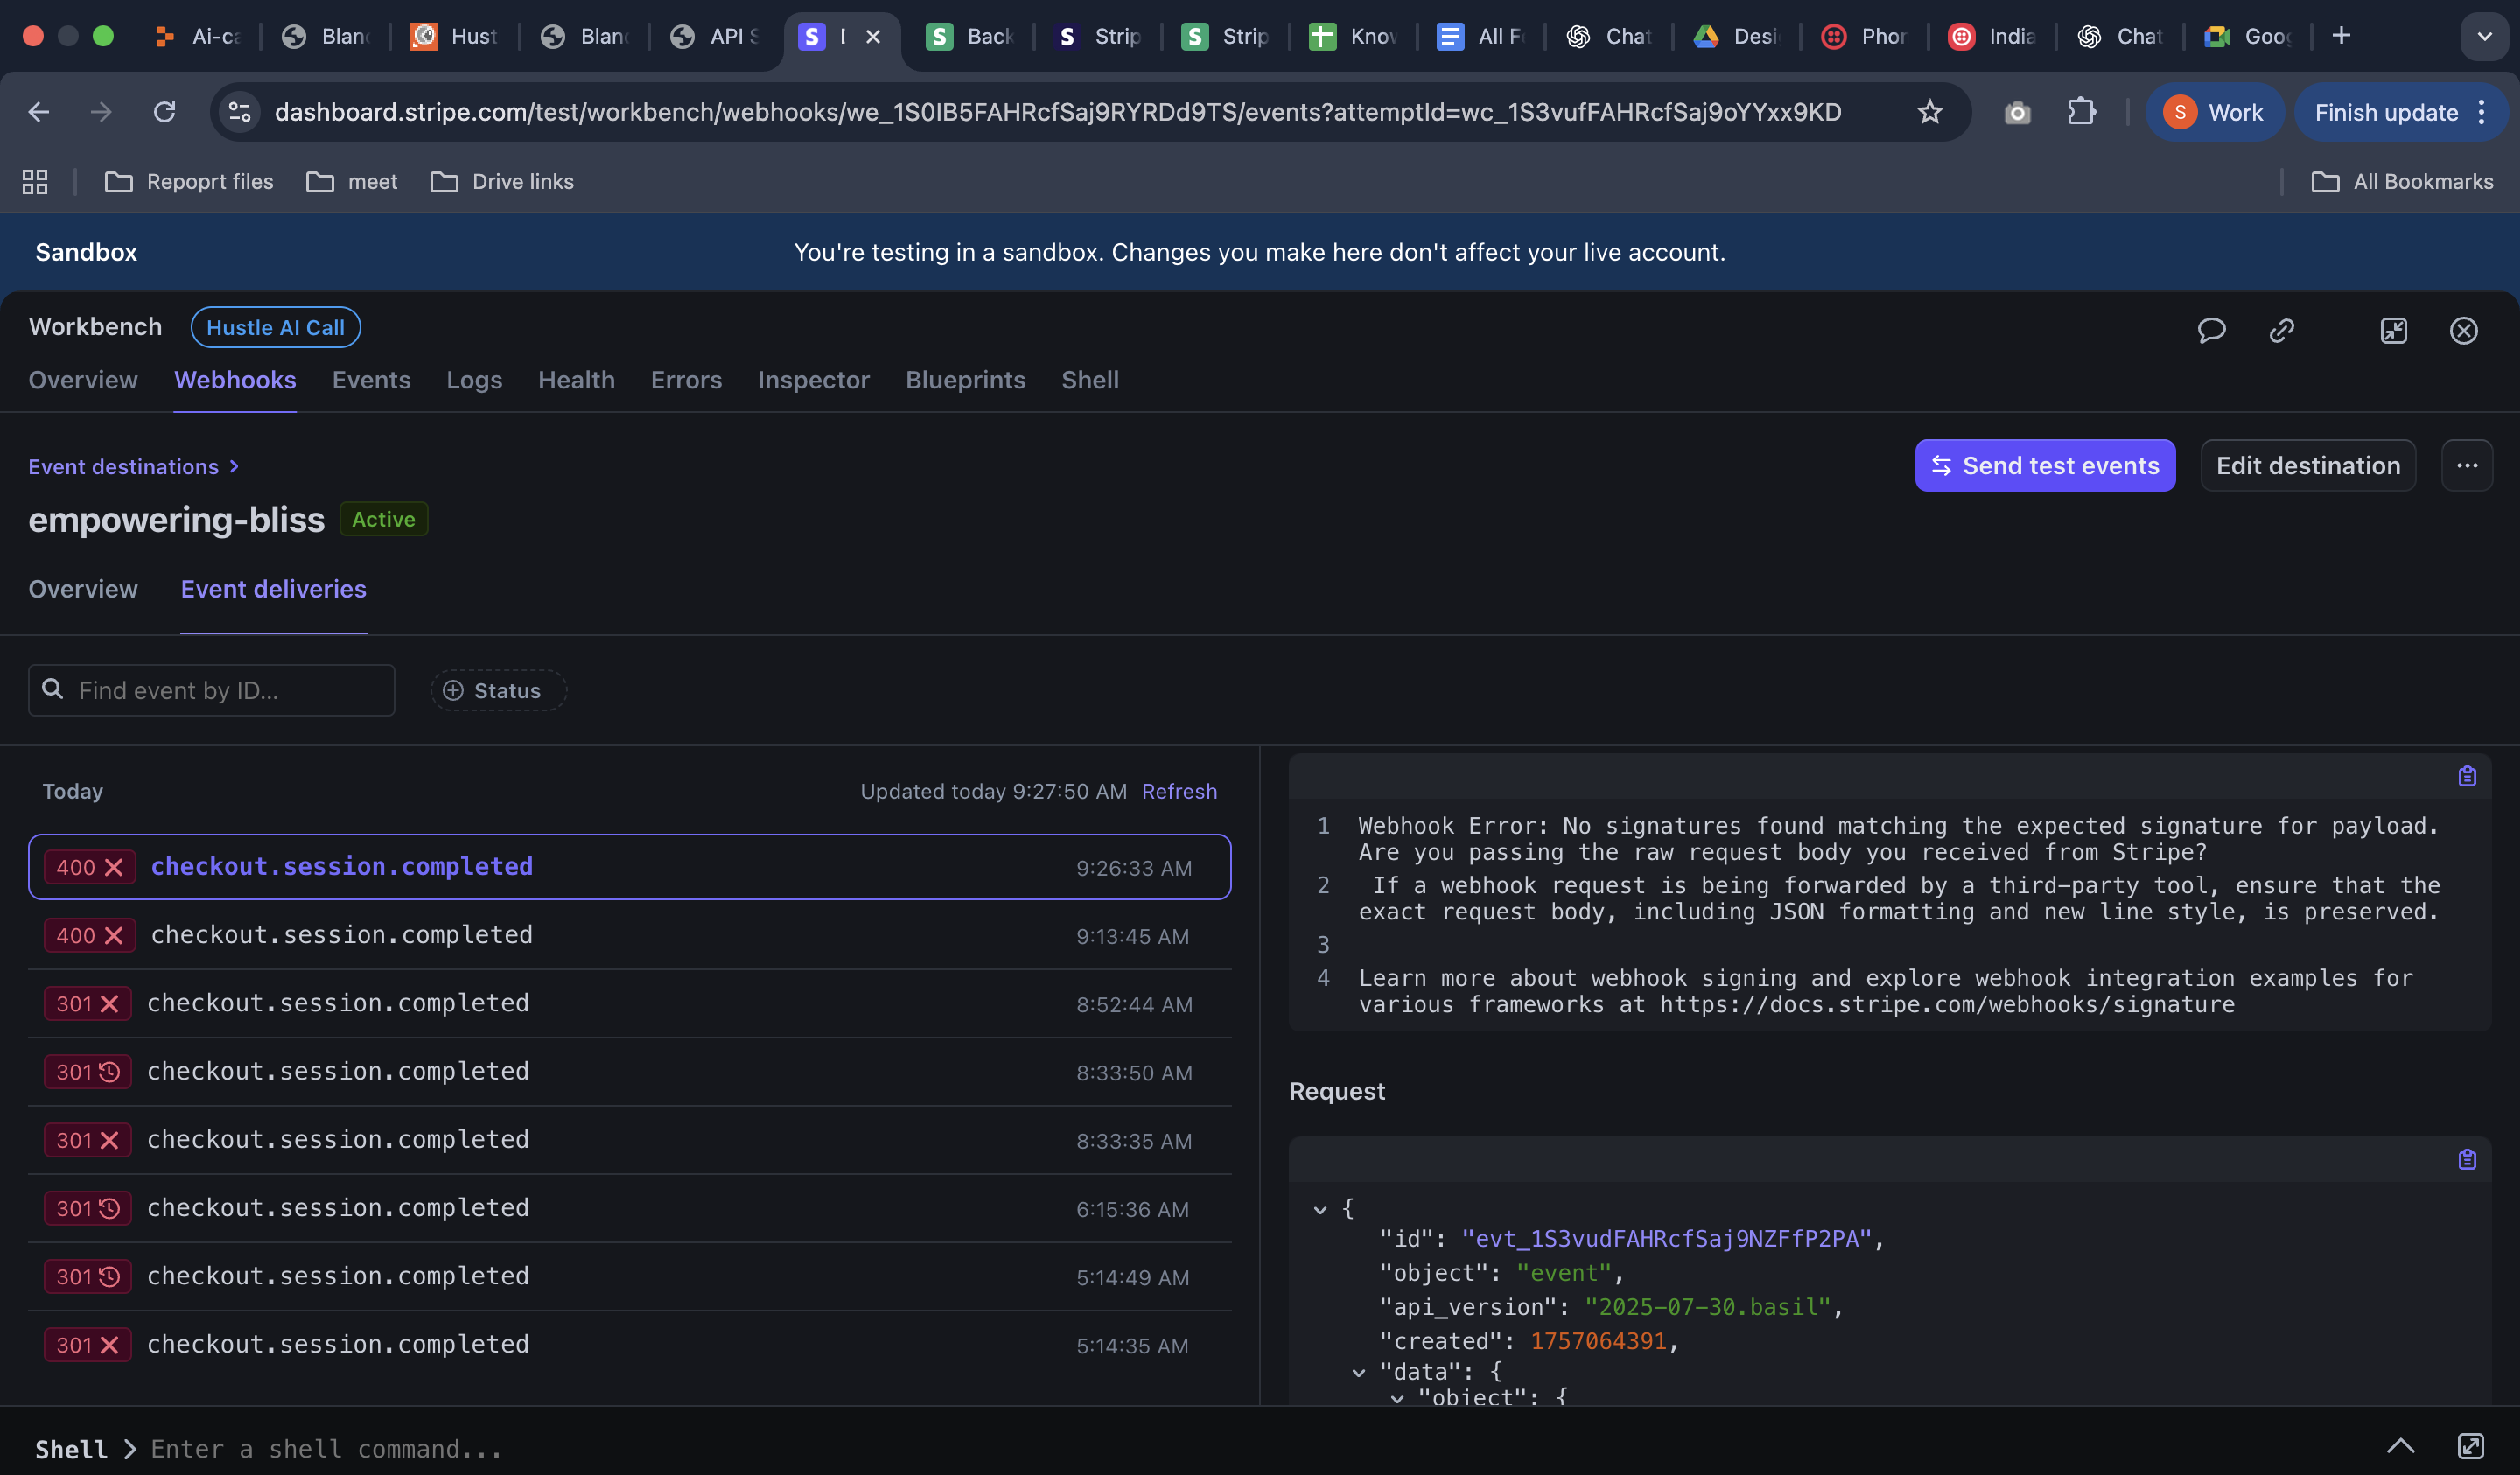 Ai-ca
Blan
Hust
Blan
API S
Back
Strip
Strip
Know
All Fo
Chat
Desi
Phor
India
Chat
Goog
dashboard.stripe.com/test/workbench/webhooks/we_1S0IB5FAHRcfSaj9RYRDd9TS/events?attemptId=wc_1S3vufFAHRcfSaj9oYYxx9KD
S Work
Finish update
Repoprt files
meet
Drive links
All Bookmarks
Sandbox
You're testing in a sandbox. Changes you make here don't affect your live account.
Workbench
Hustle AI Call
Overview Webhooks Events Logs Health Errors Inspector Blueprints Shell
Event destinations
Send test events
Edit destination
empowering-bliss
Active
Overview
Event deliveries
Find event by ID...
Status
Today
Updated today 9:27:50 AM Refresh
400 checkout.session.completed 9:26:33 AM
400 checkout.session.completed 9:13:45 AM
301 checkout.session.completed 8:52:44 AM
301 checkout.session.completed 8:33:50 AM
301 checkout.session.completed 8:33:35 AM
301 checkout.session.completed 6:15:36 AM
301 checkout.session.completed 5:14:49 AM
301 checkout.session.completed 5:14:35 AM
1 Webhook Error: No signatures found matching the expected signature for payload.
Are you passing the raw request body you received from Stripe?
2 If a webhook request is being forwarded by a third-party tool, ensure that the
exact request body, including JSON formatting and new line style, is preserved.
3
4 Learn more about webhook signing and explore webhook integration examples for
various frameworks at https://docs.stripe.com/webhooks/signature
Request
{
"id": "evt_1S3vudFAHRcfSaj9NZFfP2PA",
"object": "event",
"api_version": "2025-07-30.basil",
"created": 1757064391,
"data": {
"object": {
Shell Enter a shell command...